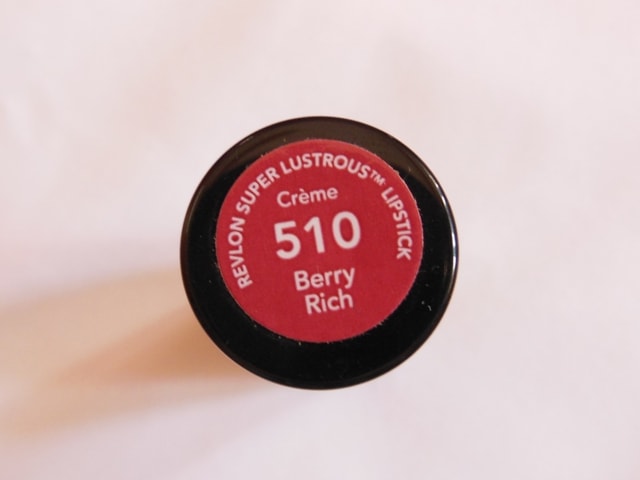 REVLON SUPER LUSTROUS™ LIPSTICK
Crème
510
Berry
Rich